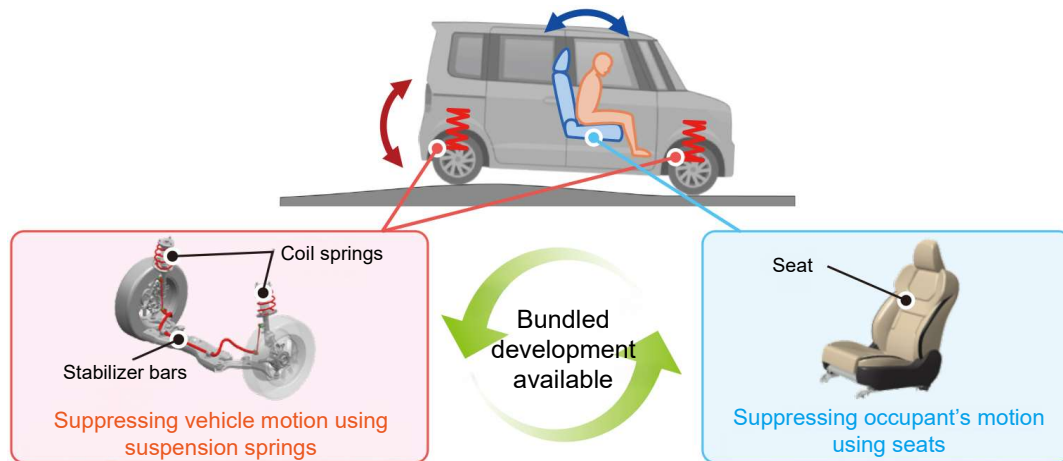 Coil springs
Stabilizer bars
Suppressing vehicle motion using
suspension springs
Bundled
development
available
Seat
Suppressing occupant’s motion
using seats